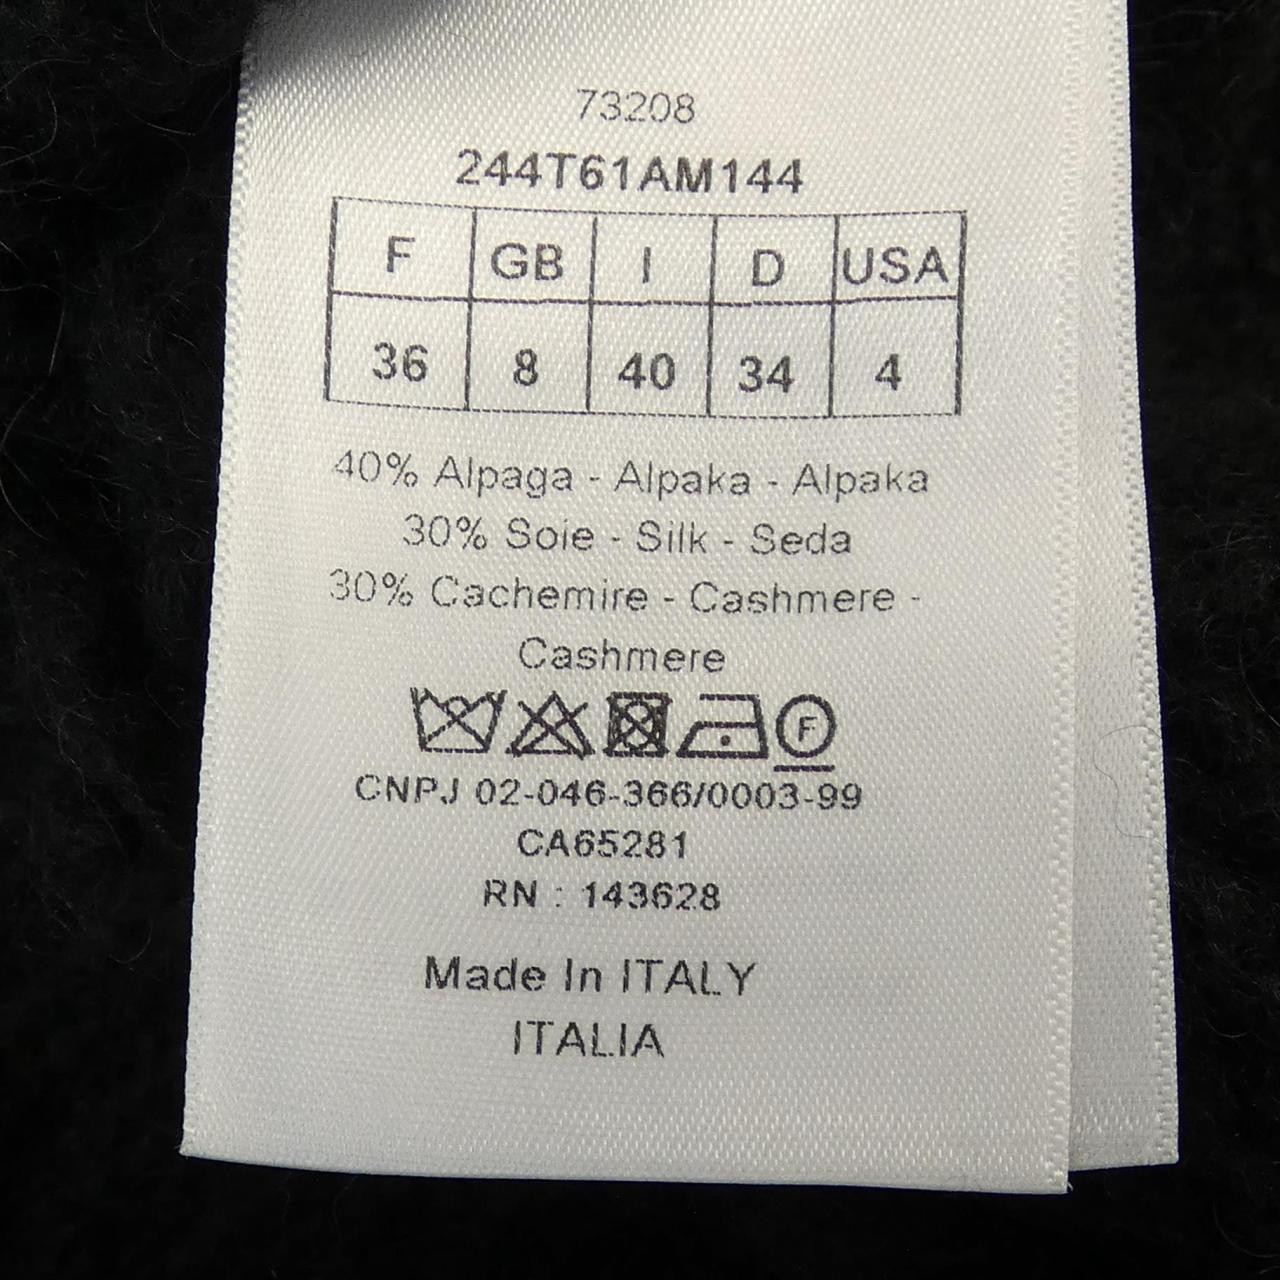 73208
244T61AM144
F GB I D USA
36 8 40 34 4
40% Alpaga - Alpaka - Alpaka
30% Soie - Silk - Seda
30% Cachemire - Cashmere -
Cashmere
F
CNPJ 02-046-366/0003-99
CA65281
RN : 143628
Made In ITALY
ITALIA